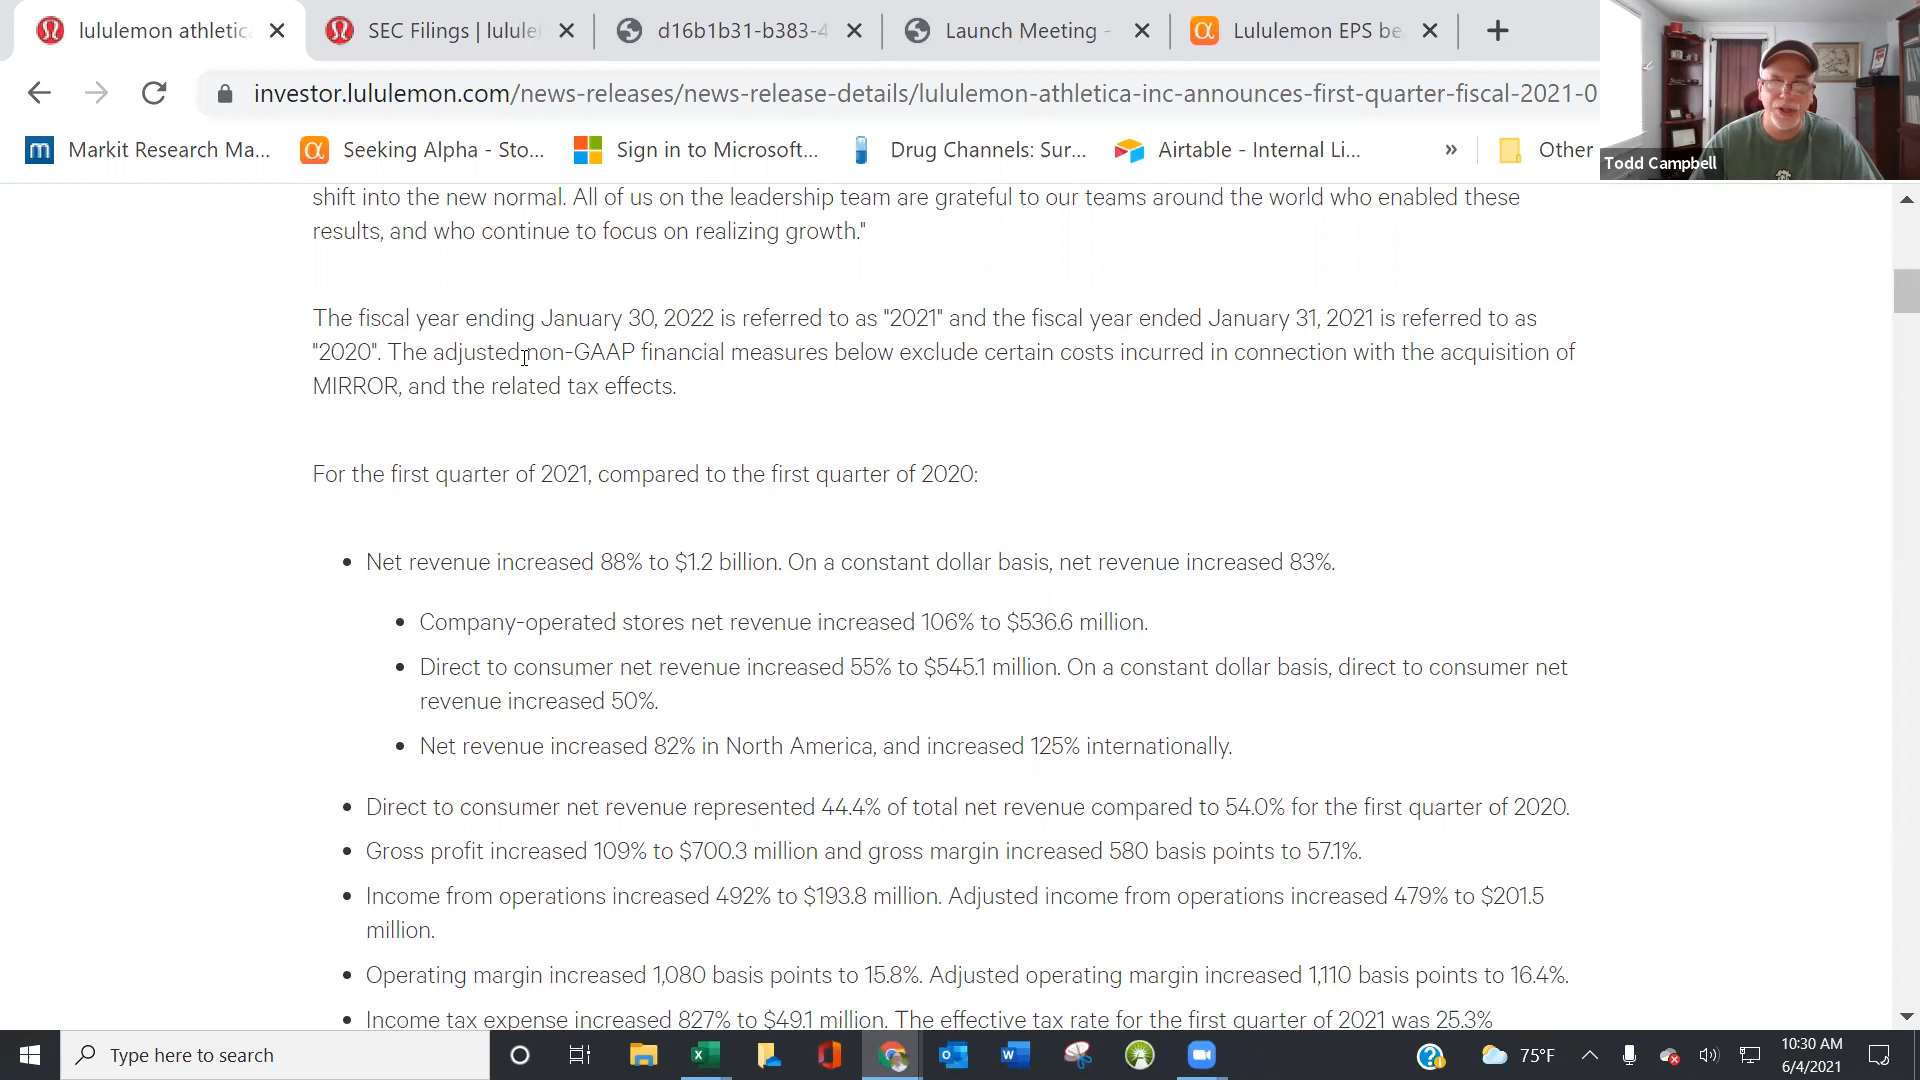 lululemon athletic
SEC Filings | lulule
d16b1b31-b383-4
Launch Meeting -
Lululemon EPS be
investor.lululemon.com/news-releases/news-release-details/lululemon-athletica-inc-announces-first-quarter-fiscal-2021-0
Markit Research Ma...
Seeking Alpha - Sto...
Sign in to Microsoft...
Drug Channels: Sur...
Airtable - Internal Li...
»
Other
Todd Campbell
shift into the new normal. All of us on the leadership team are grateful to our teams around the world who enabled these
results, and who continue to focus on realizing growth."
The fiscal year ending January 30, 2022 is referred to as "2021" and the fiscal year ended January 31, 2021 is referred to as
"2020". The adjusted non-GAAP financial measures below exclude certain costs incurred in connection with the acquisition of
MIRROR, and the related tax effects.
For the first quarter of 2021, compared to the first quarter of 2020:
• Net revenue increased 88% to $1.2 billion. On a constant dollar basis, net revenue increased 83%.
• Company-operated stores net revenue increased 106% to $536.6 million.
• Direct to consumer net revenue increased 55% to $545.1 million. On a constant dollar basis, direct to consumer net
revenue increased 50%.
• Net revenue increased 82% in North America, and increased 125% internationally.
• Direct to consumer net revenue represented 44.4% of total net revenue compared to 54.0% for the first quarter of 2020.
• Gross profit increased 109% to $700.3 million and gross margin increased 580 basis points to 57.1%.
• Income from operations increased 492% to $193.8 million. Adjusted income from operations increased 479% to $201.5
million.
• Operating margin increased 1,080 basis points to 15.8%. Adjusted operating margin increased 1,110 basis points to 16.4%.
• Income tax expense increased 827% to $49.1 million. The effective tax rate for the first quarter of 2021 was 25.3%
Type here to search
75°F
10:30 AM
6/4/2021